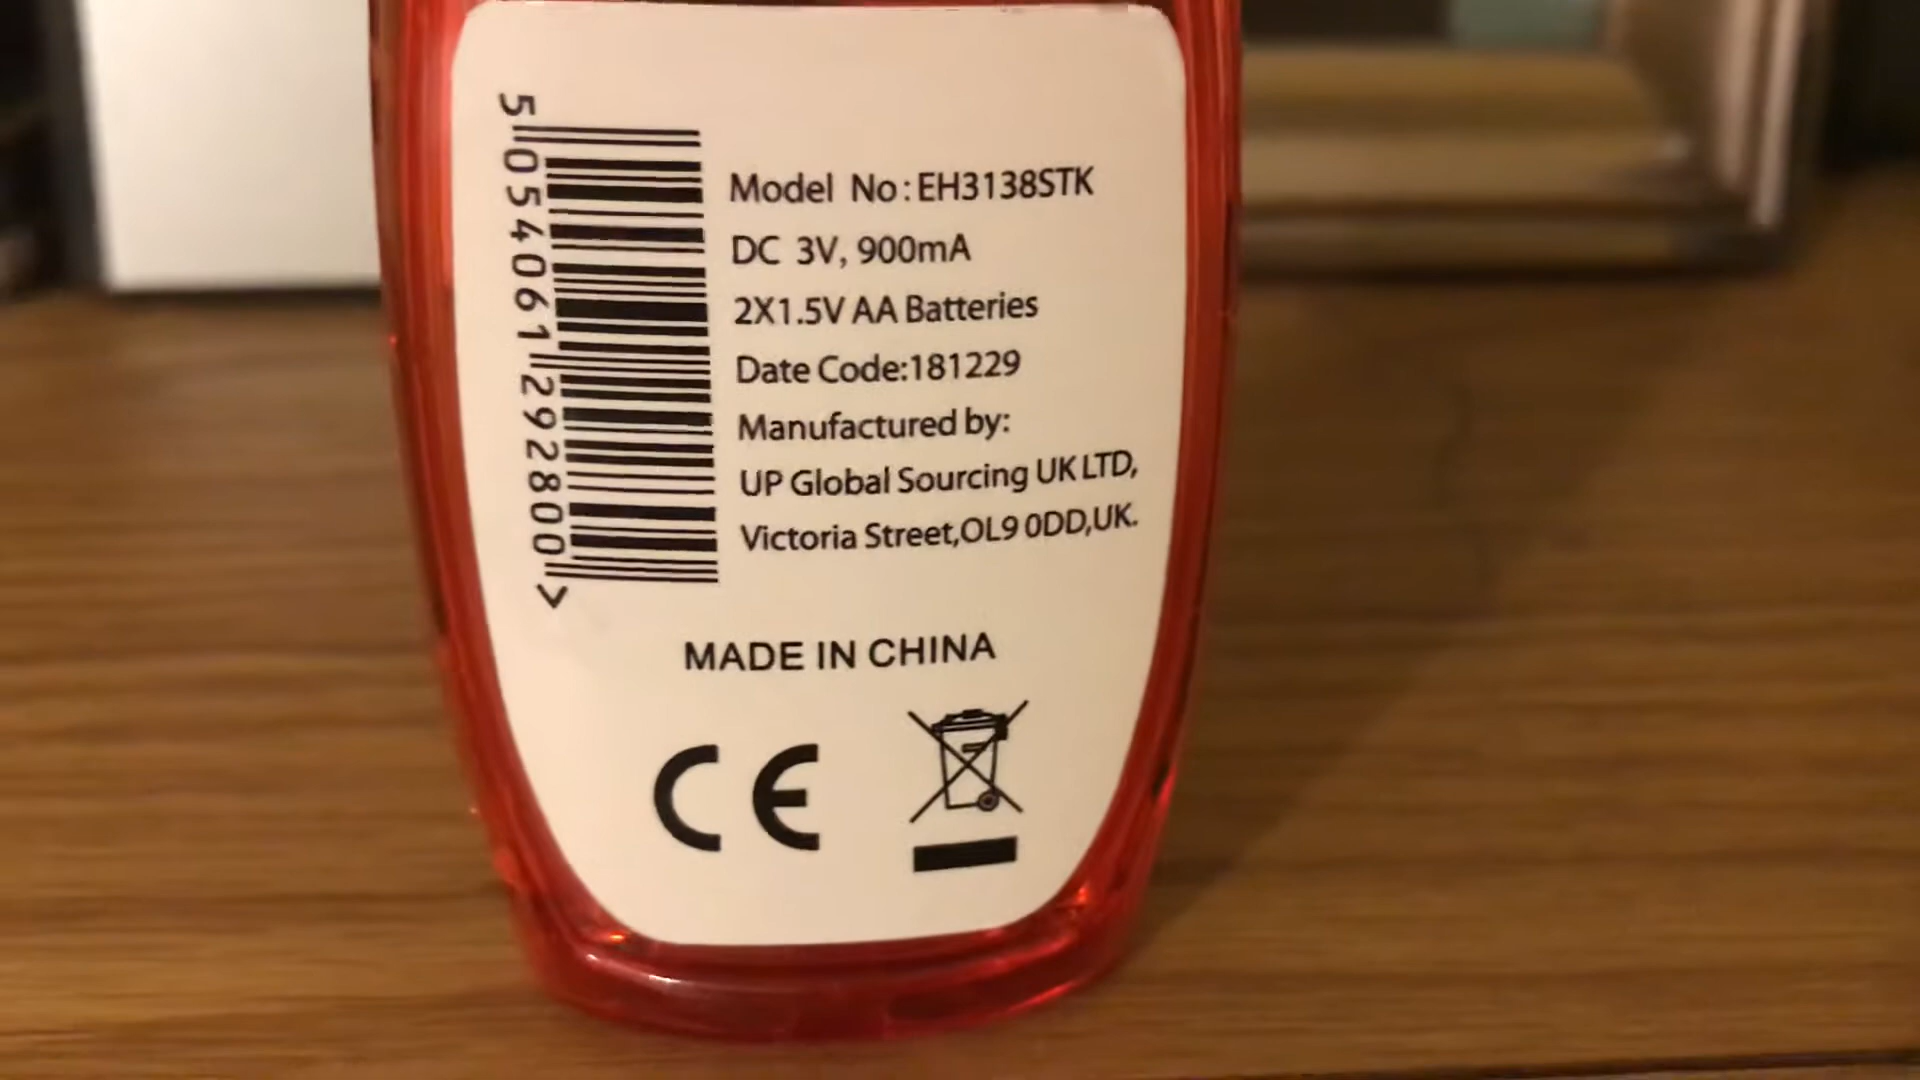 5 054061 292800 >
Model No: EH3138STK
DC 3V, 900mA
2X1.5V AA Batteries
Date Code:181229
Manufactured by:
UP Global Sourcing UK LTD,
Victoria Street,OL9 0DD,UK.
MADE IN CHINA
CE